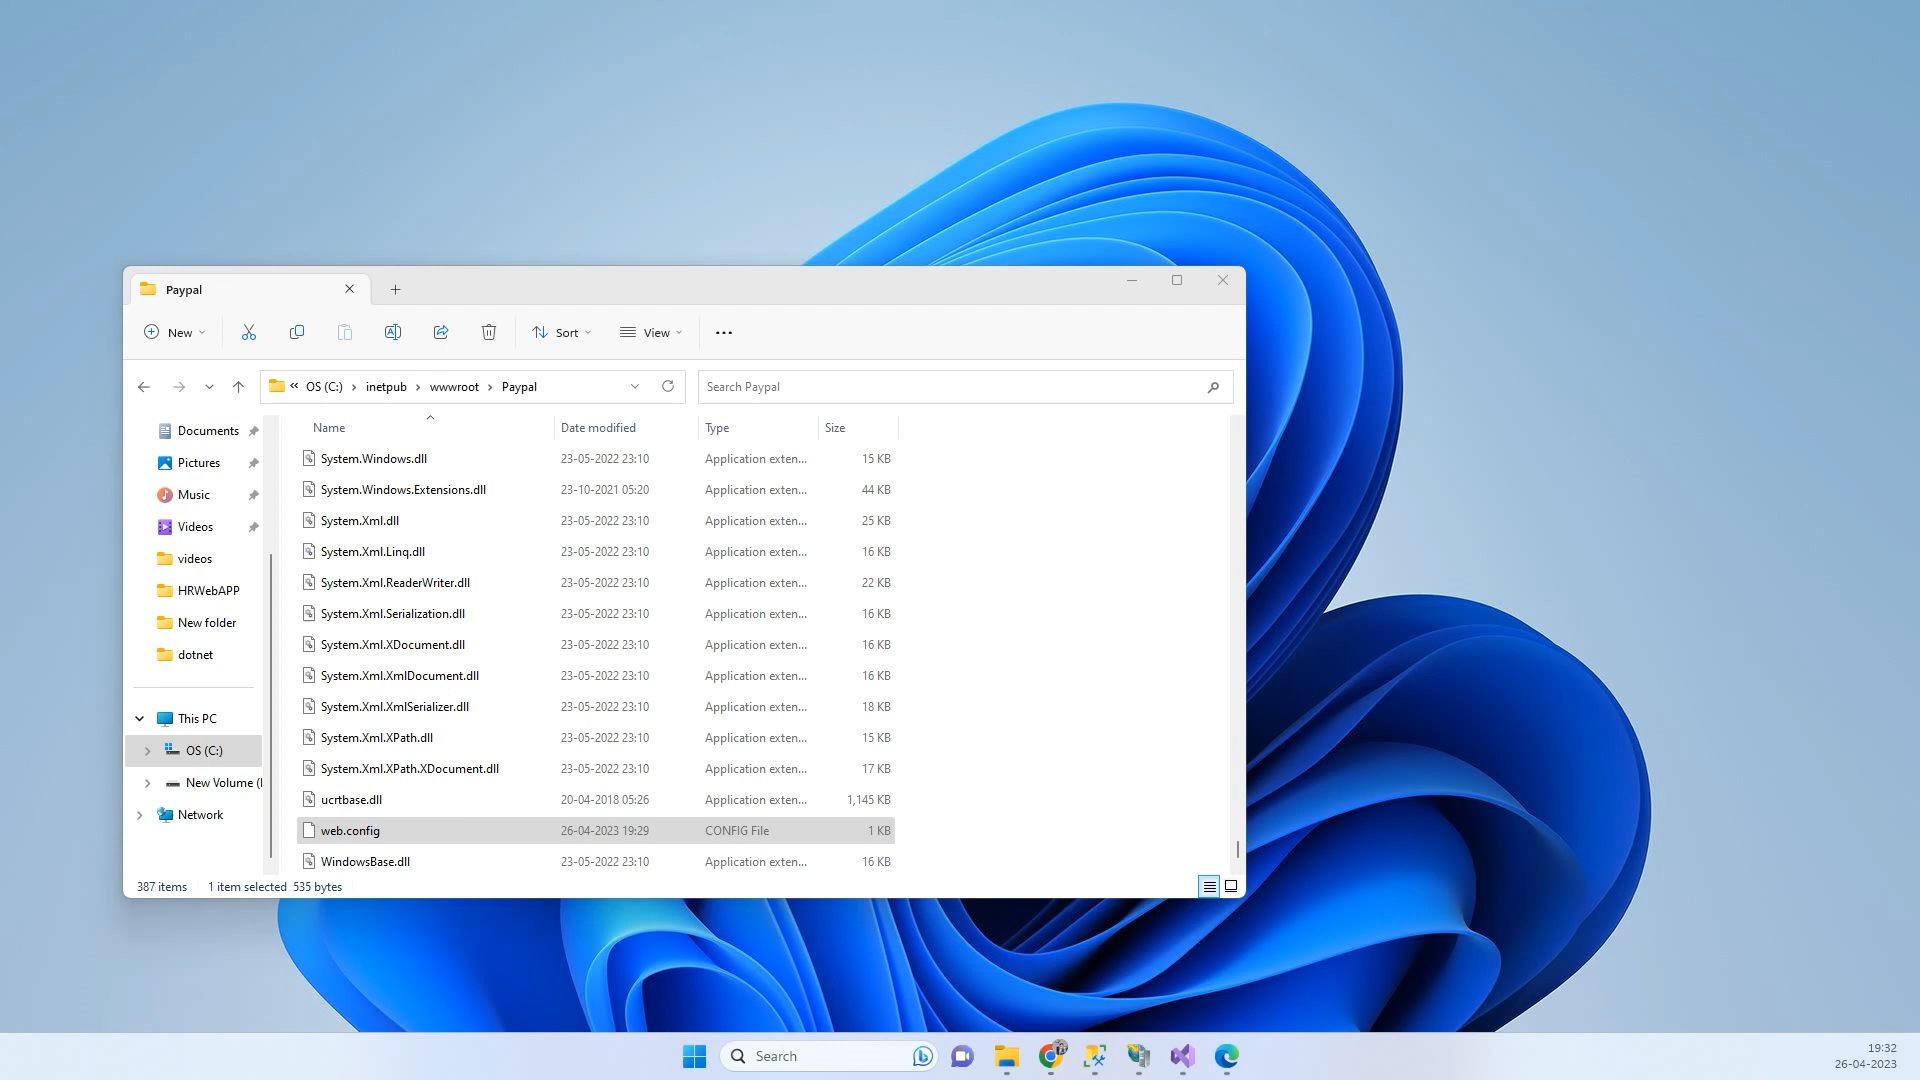 Paypal
New
Sort
View
OS (C:) › inetpub › wwwroot › Paypal
Search Paypal
Documents
Pictures
Music
Videos
videos
HRWebAPP
New folder
dotnet
This PC
OS (C:)
New Volume (
Network
Name Date modified Type Size
System.Windows.dll 23-05-2022 23:10 Application exten... 15 KB
System.Windows.Extensions.dll 23-10-2021 05:20 Application exten... 44 KB
System.Xml.dll 23-05-2022 23:10 Application exten... 25 KB
System.Xml.Linq.dll 23-05-2022 23:10 Application exten... 16 KB
System.Xml.ReaderWriter.dll 23-05-2022 23:10 Application exten... 22 KB
System.Xml.Serialization.dll 23-05-2022 23:10 Application exten... 16 KB
System.Xml.XDocument.dll 23-05-2022 23:10 Application exten... 16 KB
System.Xml.XmlDocument.dll 23-05-2022 23:10 Application exten... 16 KB
System.Xml.XmlSerializer.dll 23-05-2022 23:10 Application exten... 18 KB
System.Xml.XPath.dll 23-05-2022 23:10 Application exten... 15 KB
System.Xml.XPath.XDocument.dll 23-05-2022 23:10 Application exten... 17 KB
ucrtbase.dll 20-04-2018 05:26 Application exten... 1,145 KB
web.config 26-04-2023 19:29 CONFIG File 1 KB
WindowsBase.dll 23-05-2022 23:10 Application exten... 16 KB
387 items 1 item selected 535 bytes
Search
19:32
26-04-2023